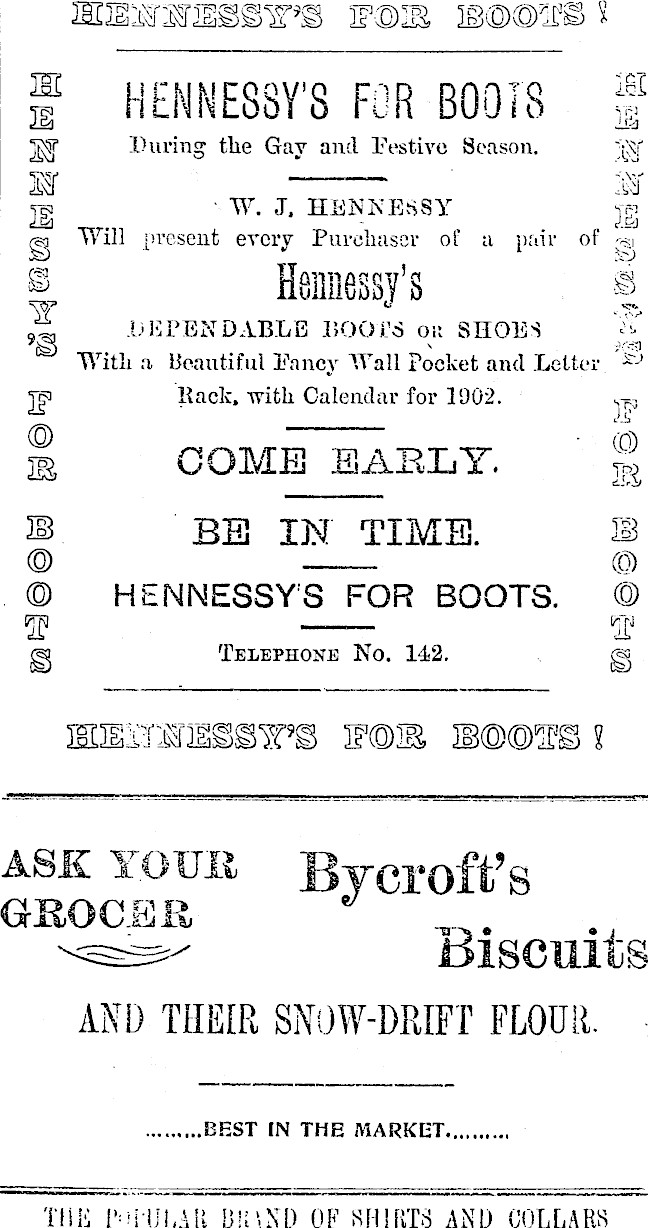 HENNESSY'S FOR BOOTS!
HENNESSY'S FOR BOOTS
HENNESSY'S FOR BOOTS
During the Gay and Festive Season.
W. J. HENNESSY
Will present every Purchaser of a pair of
Hennessy's
DEPENDABLE BOOTS OR SHOES
With a Beautiful Fancy Wall Pocket and Letter
Rack, with Calendar for 1902.
COME EARLY.
BE IN TIME.
HENNESSY'S FOR BOOTS.
TELEPHONE No. 142.
HENNESSY'S FOR BOOTS
HENNESSY'S FOR BOOTS!
ASK YOUR
GROCER
Bycroft's
Biscuits
AND THEIR SNOW-DRIFT FLOUR.
.........BEST IN THE MARKET..........
THE POPULAR BRAND OF SHIRTS AND COLLARS